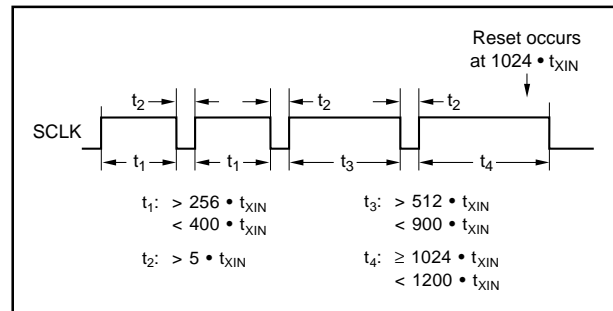 Reset occurs
at 1024 • tXIN
t2 t2 t2
SCLK
t1 t1 t3 t4
t1: > 256 • tXIN
< 400 • tXIN
t2: > 5 • tXIN
t3: > 512 • tXIN
< 900 • tXIN
t4: ≥ 1024 • tXIN
< 1200 • tXIN